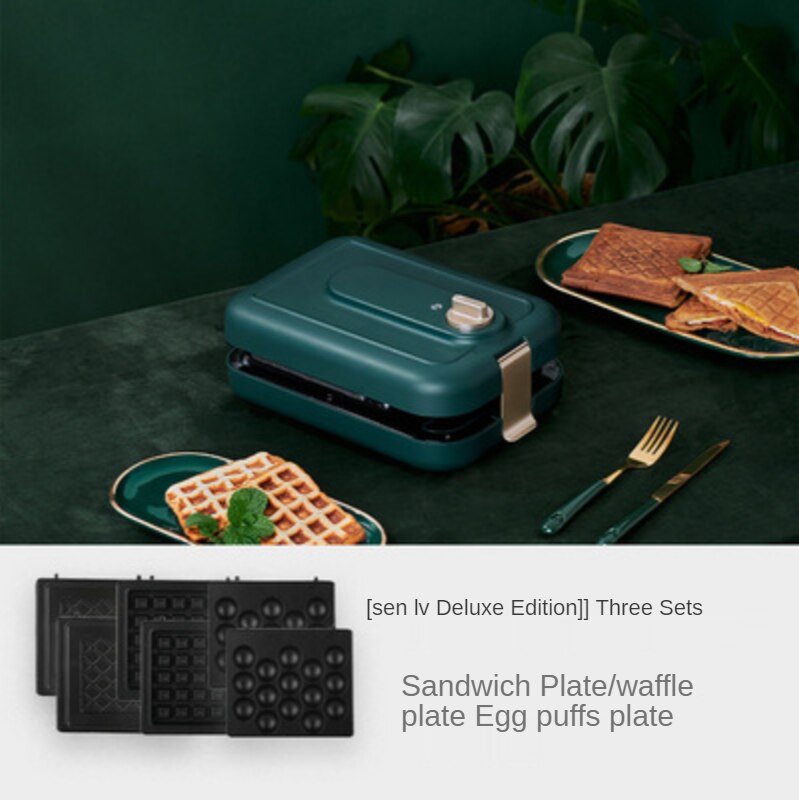 [sen lv Deluxe Edition]] Three Sets
Sandwich Plate/waffle
plate Egg puffs plate